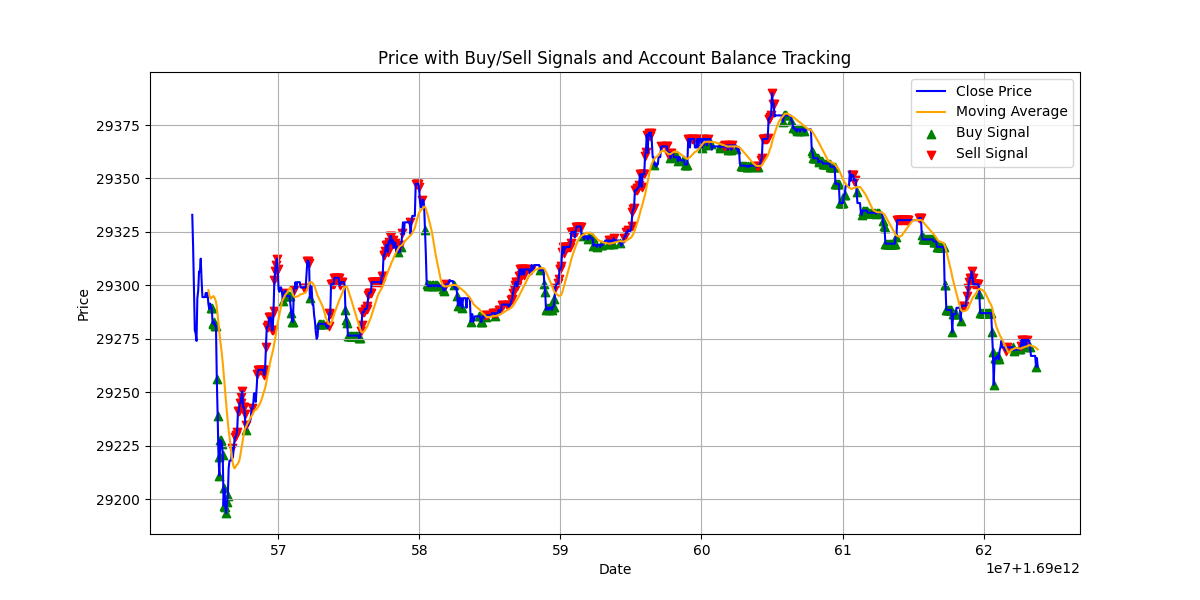 Price with Buy/Sell Signals and Account Balance Tracking
Close Price
Moving Average
Buy Signal
Sell Signal
29375
29350
29325
29300
29275
29250
29225
29200
Price
57 58 59 60 61 62
1e7+1.69e12
Date